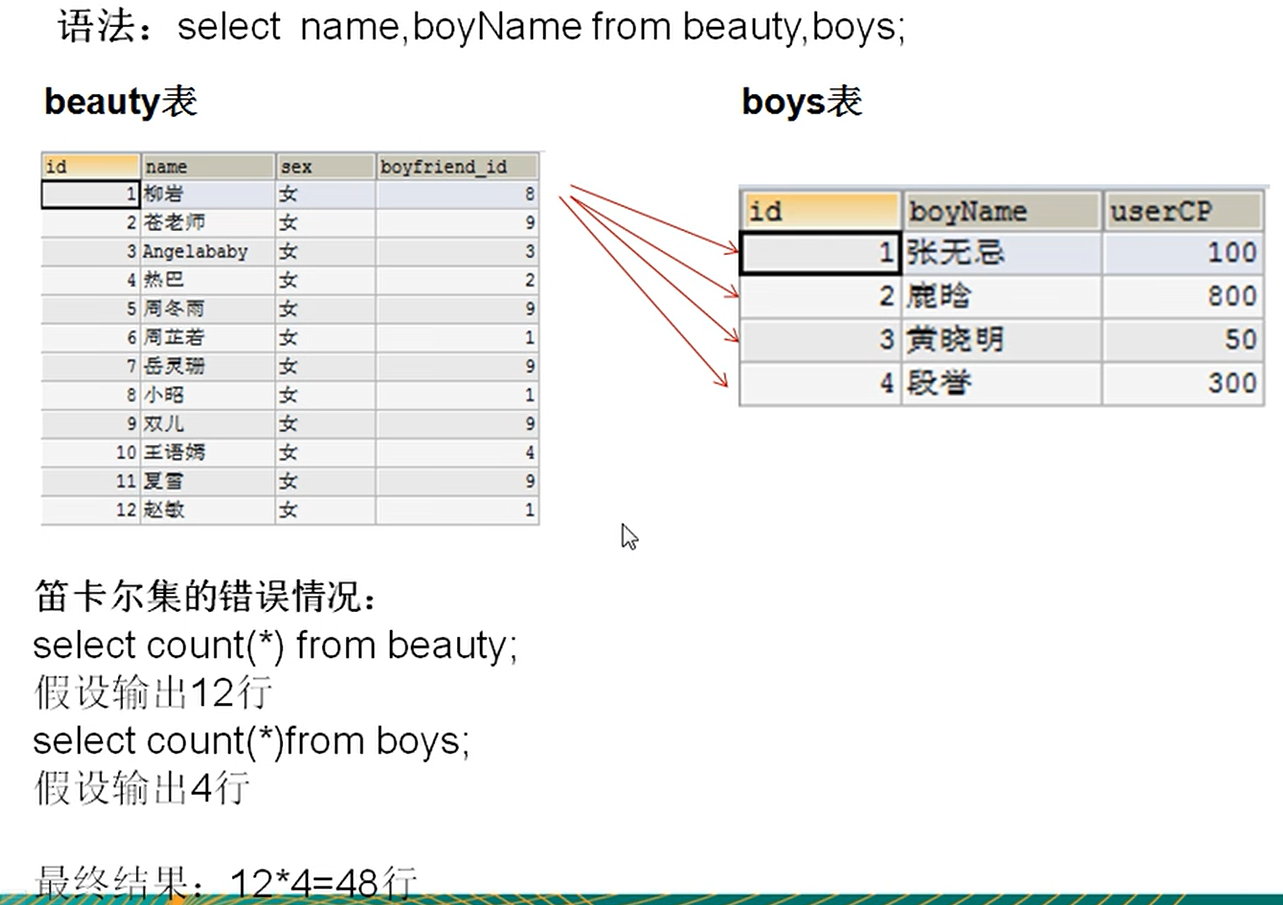 语法：select name,boyName from beauty,boys;
beauty表
boys表
id name sex boyfriend_id
1 柳岩 女 8
2 苍老师 女 9
3 Angelababy 女 3
4 热巴 女 2
5 周冬雨 女 9
6 周芷若 女 1
7 岳灵珊 女 9
8 小昭 女 1
9 双儿 女 9
10 王语嫣 女 4
11 夏雪 女 9
12 赵敏 女 1
id boyName userCP
1 张无忌 100
2 鹿晗 800
3 黄晓明 50
4 段誉 300
笛卡尔集的错误情况：
select count(*) from beauty;
假设输出12行
select count(*)from boys;
假设输出4行
最终结果：12*4=48行